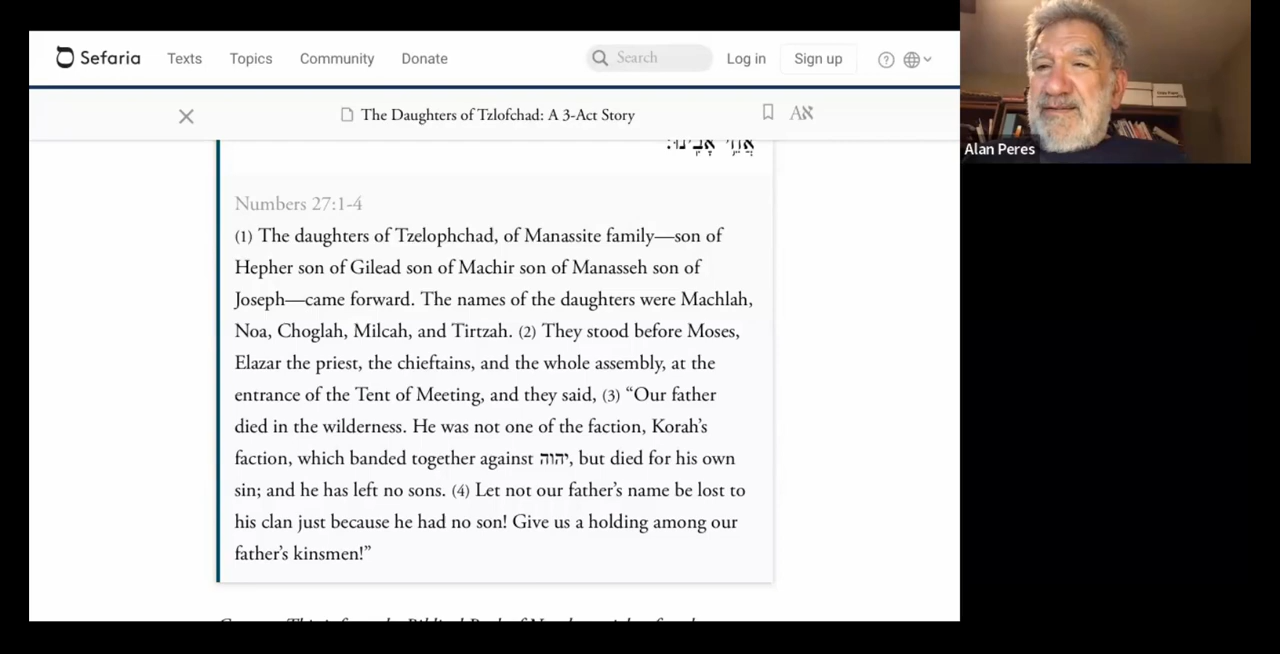 Sefaria Texts Topics Community Donate Search Log in Sign up
The Daughters of Tzlofchad: A 3-Act Story Aא
אֲחֵ֥י אָבִֽינוּ׃
Numbers 27:1-4
(1) The daughters of Tzelophchad, of Manassite family—son of
Hepher son of Gilead son of Machir son of Manasseh son of
Joseph—came forward. The names of the daughters were Machlah,
Noa, Choglah, Milcah, and Tirtzah. (2) They stood before Moses,
Elazar the priest, the chieftains, and the whole assembly, at the
entrance of the Tent of Meeting, and they said, (3) “Our father
died in the wilderness. He was not one of the faction, Korah’s
faction, which banded together against יהוה, but died for his own
sin; and he has left no sons. (4) Let not our father’s name be lost to
his clan just because he had no son! Give us a holding among our
father’s kinsmen!”
Alan Peres